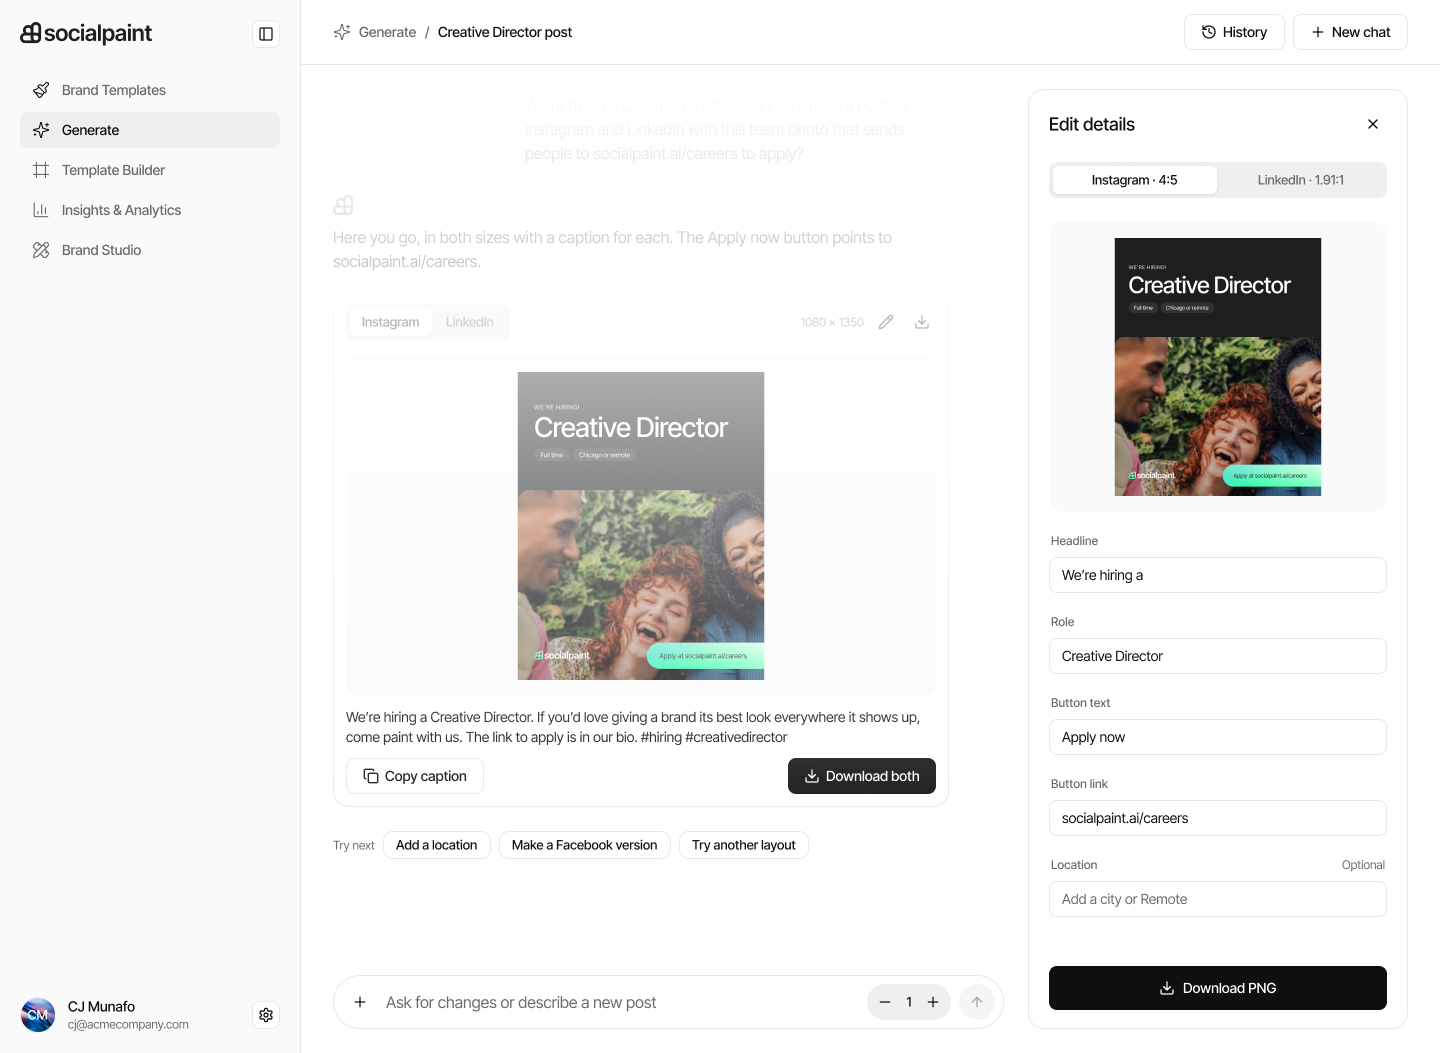 socialpaint
Brand Templates
Generate
Template Builder
Insights & Analytics
Brand Studio
CJ Munafo
cj@acmecompany.com
CM
Generate / Creative Director post
History
New chat
We're hiring a Creative Director. Can you make a post for
Instagram and LinkedIn with this team photo that sends
people to socialpaint.ai/careers to apply?
Here you go, in both sizes with a caption for each. The Apply now button points to
socialpaint.ai/careers.
Instagram
LinkedIn
1080 × 1350
WE'RE HIRING!
Creative Director
Full time
Chicago or remote
socialpaint
Apply at socialpaint.ai/careers
We're hiring a Creative Director. If you'd love giving a brand its best look everywhere it shows up,
come paint with us. The link to apply is in our bio. #hiring #creativedirector
Copy caption
Download both
Try next
Add a location
Make a Facebook version
Try another layout
Ask for changes or describe a new post
1
Edit details
Instagram · 4:5
LinkedIn · 1.91:1
WE'RE HIRING!
Creative Director
Full time
Chicago or remote
socialpaint
Apply at socialpaint.ai/careers
Headline
We're hiring a
Role
Creative Director
Button text
Apply now
Button link
socialpaint.ai/careers
Location
Optional
Add a city or Remote
Download PNG